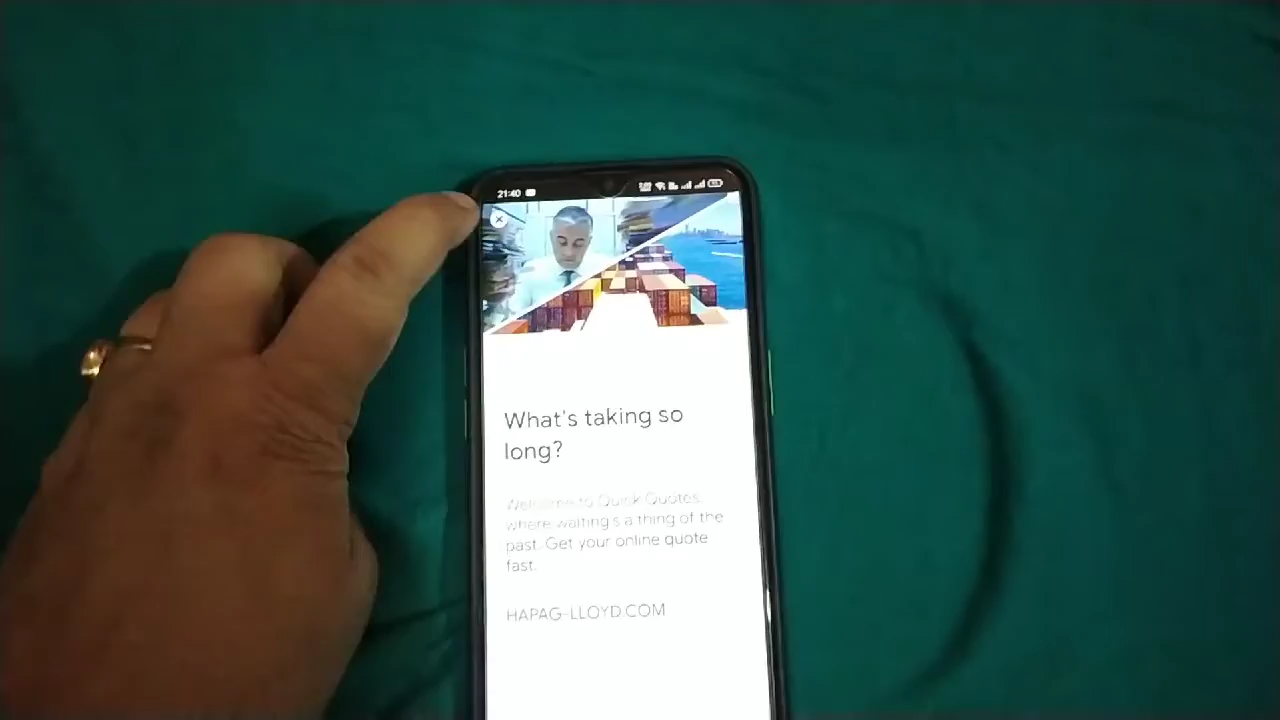 21:40
What's taking so
long?
Welcome to Quick Quotes,
where waiting's a thing of the
past. Get your online quote
fast.
HAPAG-LLOYD.COM